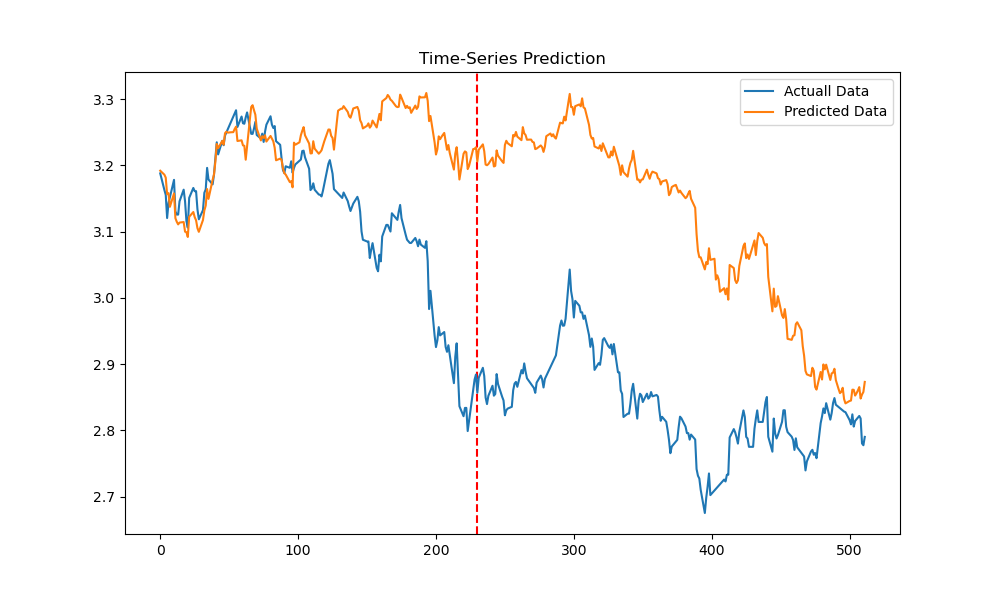 Time-Series Prediction
Actuall Data
Predicted Data
3.3
3.2
3.1
3.0
2.9
2.8
2.7
0 100 200 300 400 500